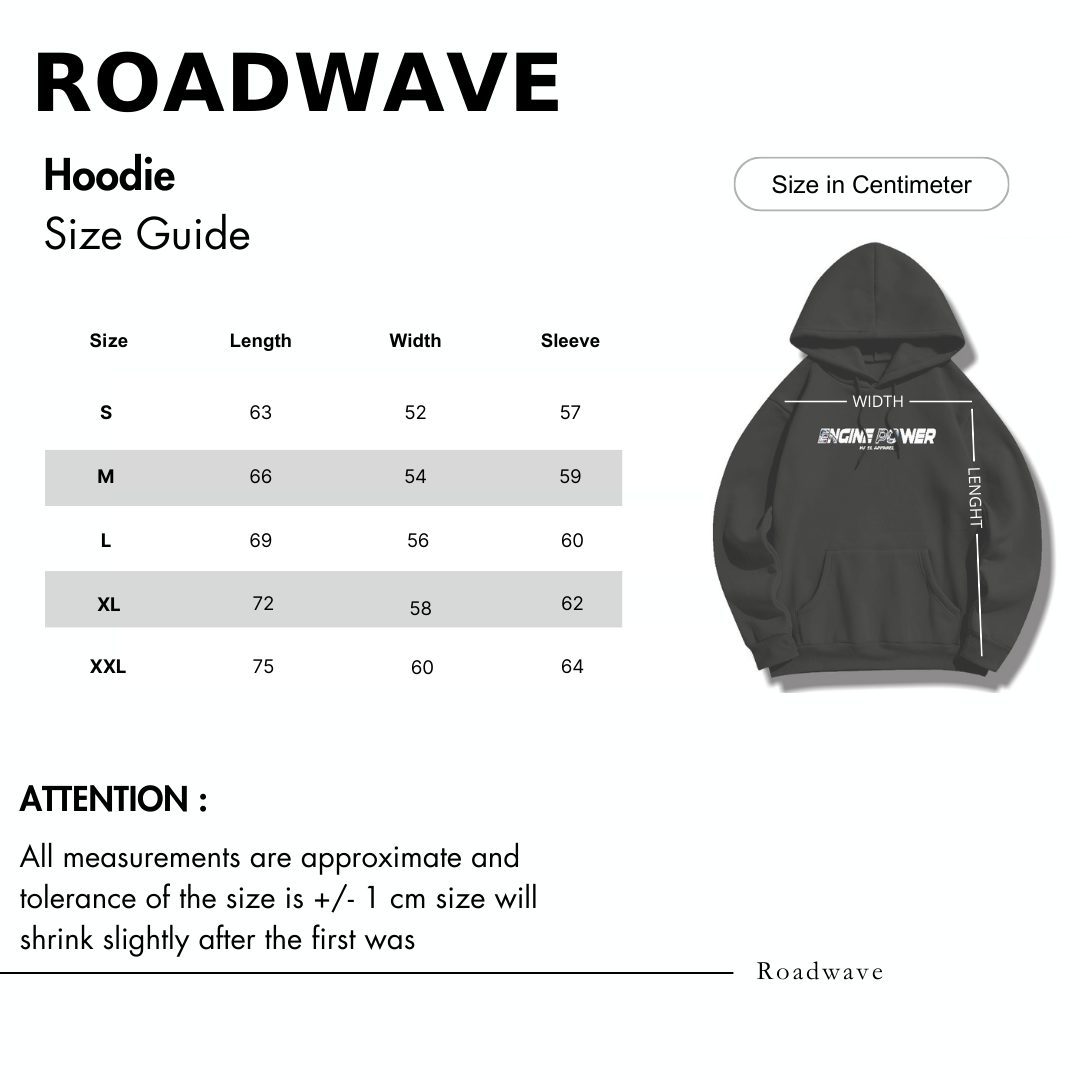 ROADWAVE
Hoodie
Size Guide
Size in Centimeter
Size Length Width Sleeve
S 63 52 57
M 66 54 59
L 69 56 60
XL 72 58 62
XXL 75 60 64
WIDTH
ENGINE POWER
APPAREL
LENGHT
ATTENTION :
All measurements are approximate and
tolerance of the size is +/- 1 cm size will
shrink slightly after the first was
Roadwave